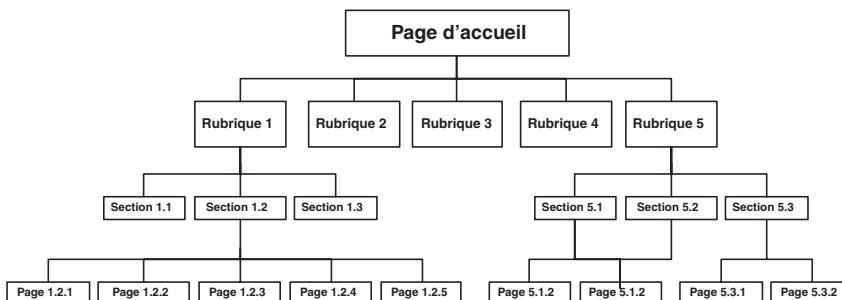 Page d'accueil
Rubrique 1
Rubrique 2
Rubrique 3
Rubrique 4
Rubrique 5
Section 1.1
Section 1.2
Section 1.3
Section 5.1
Section 5.2
Section 5.3
Page 1.2.1
Page 1.2.2
Page 1.2.3
Page 1.2.4
Page 1.2.5
Page 5.1.2
Page 5.1.2
Page 5.3.1
Page 5.3.2